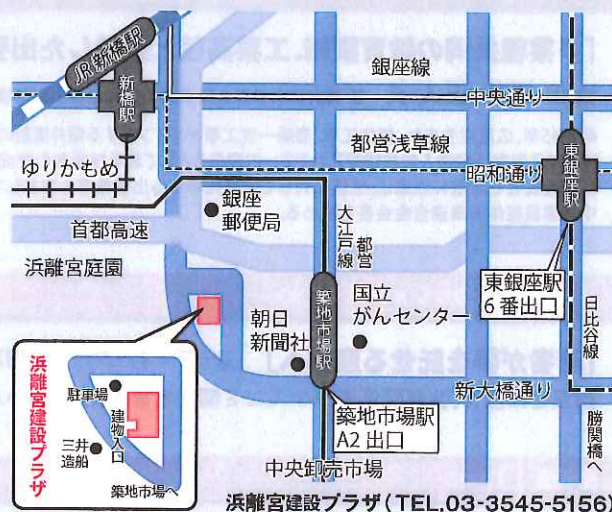 JR 新橋駅
新橋駅
銀座線
中央通り
都営浅草線
昭和通り
東銀座駅
ゆりかもめ
銀座
郵便局
首都高速
都営
大江戸線
浜離宮庭園
東銀座駅
6 番出口
日比谷線
国立
がんセンター
築地市場駅
朝日
新聞社
新大橋通り
築地市場駅
A2 出口
勝関橋へ
中央卸売市場
浜離宮建設プラザ
駐車場
建物入口
三井
造船
築地市場へ
浜離宮建設プラザ(TEL,03-3545-5156)